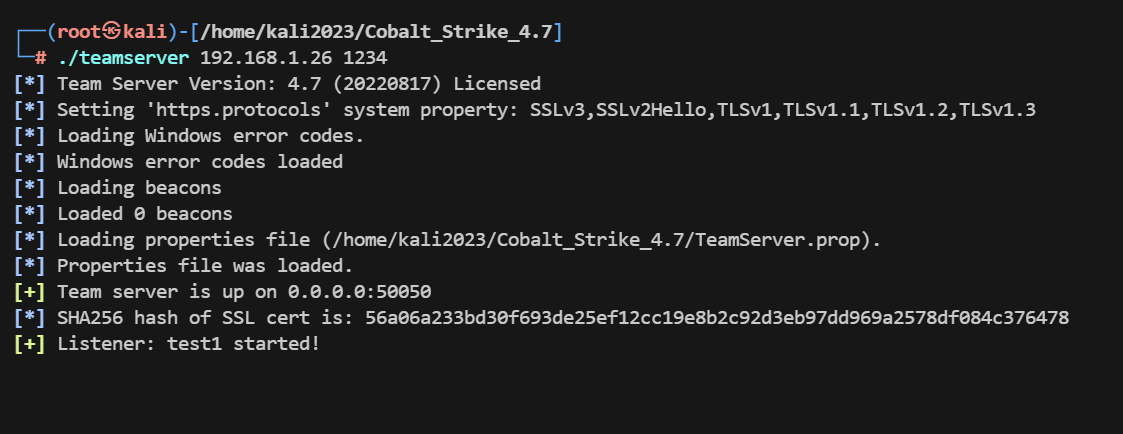 ┌──(root㉿kali)-[/home/kali2023/Cobalt_Strike_4.7]
└─# ./teamserver 192.168.1.26 1234
[*] Team Server Version: 4.7 (20220817) Licensed
[*] Setting 'https.protocols' system property: SSLv3,SSLv2Hello,TLSv1,TLSv1.1,TLSv1.2,TLSv1.3
[*] Loading Windows error codes.
[*] Windows error codes loaded
[*] Loading beacons
[*] Loaded 0 beacons
[*] Loading properties file (/home/kali2023/Cobalt_Strike_4.7/TeamServer.prop).
[*] Properties file was loaded.
[+] Team server is up on 0.0.0.0:50050
[*] SHA256 hash of SSL cert is: 56a06a233bd30f693de25ef12cc19e8b2c92d3eb97dd969a2578df084c376478
[+] Listener: test1 started!